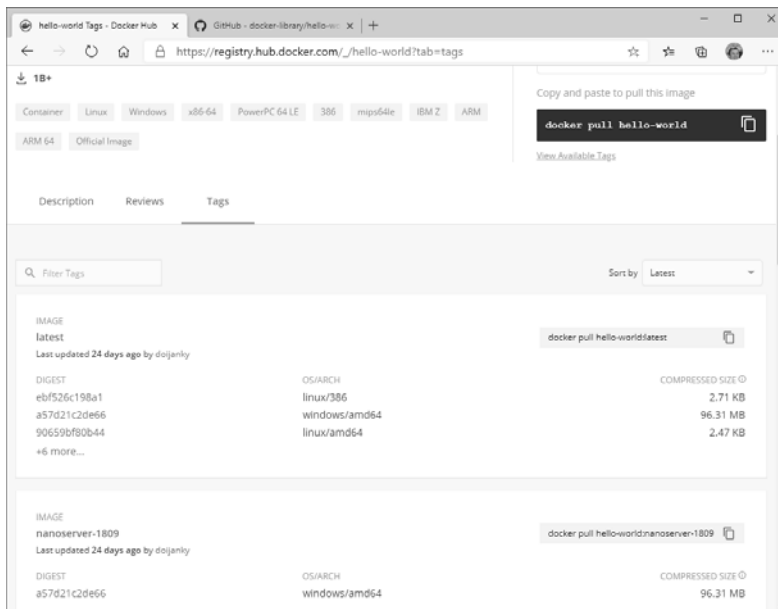 hello-world Tags - Docker Hub
GitHub - docker-library/hello-wo
https://registry.hub.docker.com/_/hello-world?tab=tags
1B+
Copy and paste to pull this image
Container Linux Windows x86-64 PowerPC 64 LE 386 mips64le IBM Z ARM
docker pull hello-world
ARM 64 Official Image
View Available Tags
Description Reviews Tags
Filter Tags
Sort by Latest
IMAGE
latest
docker pull hello-world:latest
Last updated 24 days ago by doijanky
DIGEST OS/ARCH COMPRESSED SIZE
ebf526c198a1 linux/386 2.71 KB
a57d21c2de66 windows/amd64 96.31 MB
90659bf80b44 linux/amd64 2.47 KB
+6 more...
IMAGE
nanoserver-1809
docker pull hello-world:nanoserver-1809
Last updated 24 days ago by doijanky
DIGEST OS/ARCH COMPRESSED SIZE
a57d21c2de66 windows/amd64 96.31 MB